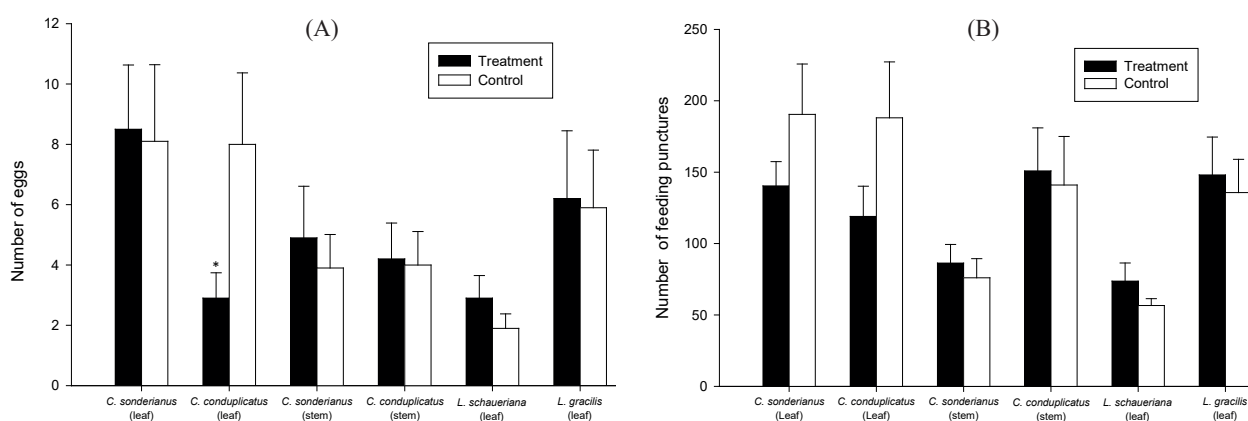 (A)
12
10
8
6
4
2
0
Number of eggs
Treatment
Control
*
C. sonderianus
(leaf)
C. conduplicatus
(leaf)
C. sonderianus
(stem)
C. conduplicatus
(stem)
L. schaueriana
(leaf)
L. gracilis
(leaf)
(B)
250
200
150
100
50
0
Number of feeding punctures
Treatment
Control
C. sonderianus
(Leaf)
C. conduplicatus
(Leaf)
C. sonderianus
(stem)
C. conduplicatus
(stem)
L. schaueriana
(leaf)
L. gracilis
(leaf)